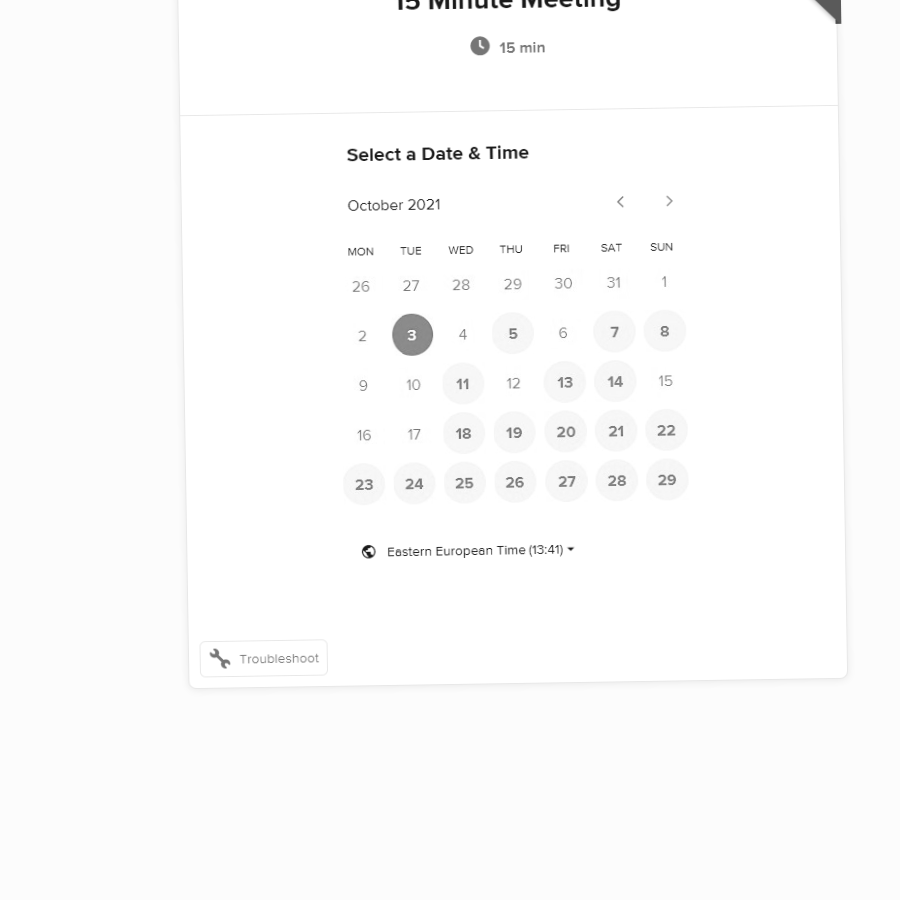 15 Minute Meeting
15 min
Select a Date & Time
October 2021
MON TUE WED THU FRI SAT SUN
26 27 28 29 30 31 1
2 3 4 5 6 7 8
9 10 11 12 13 14 15
16 17 18 19 20 21 22
23 24 25 26 27 28 29
Eastern European Time (13:41)
Troubleshoot